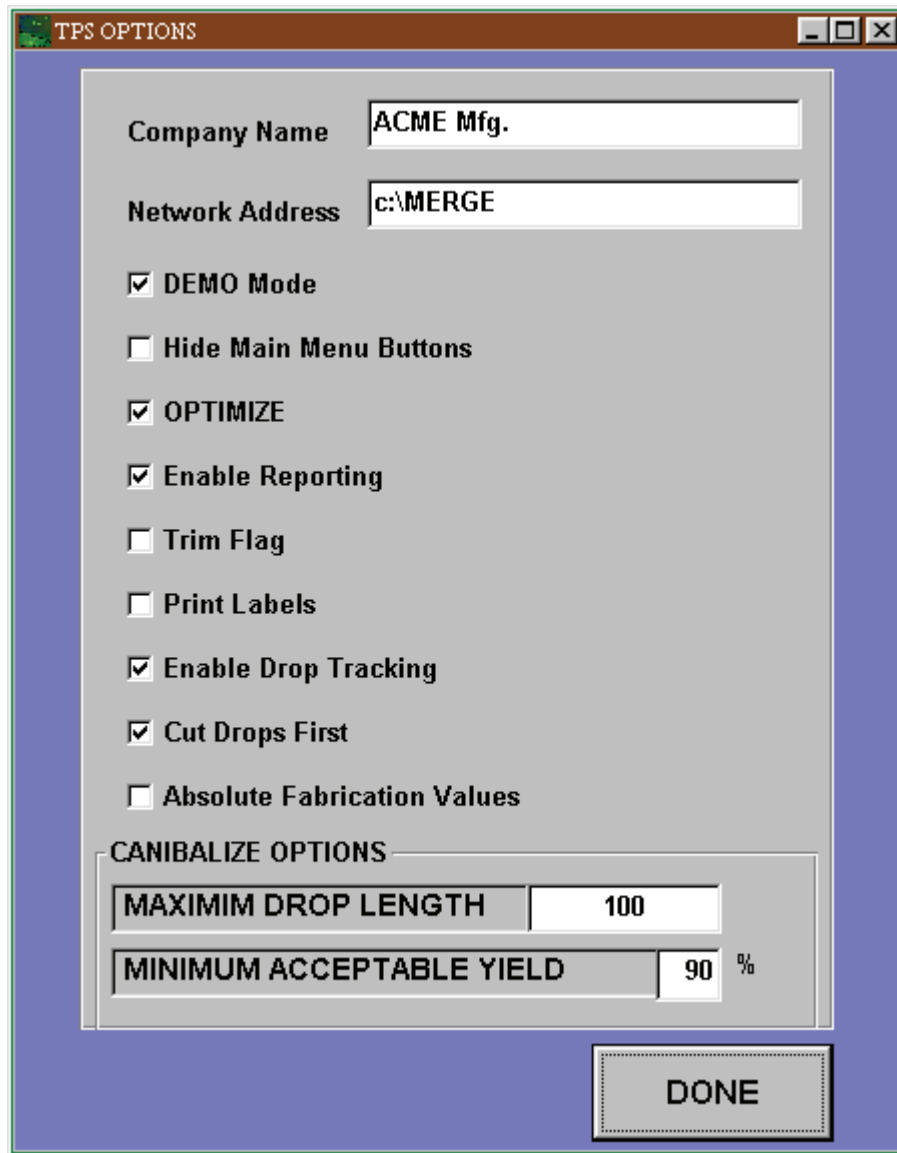 TPS OPTIONS
Company Name ACME Mfg.
Network Address c:\MERGE
DEMO Mode
Hide Main Menu Buttons
OPTIMIZE
Enable Reporting
Trim Flag
Print Labels
Enable Drop Tracking
Cut Drops First
Absolute Fabrication Values
CANIBALIZE OPTIONS
MAXIMIM DROP LENGTH 100
MINIMUM ACCEPTABLE YIELD 90 %
DONE